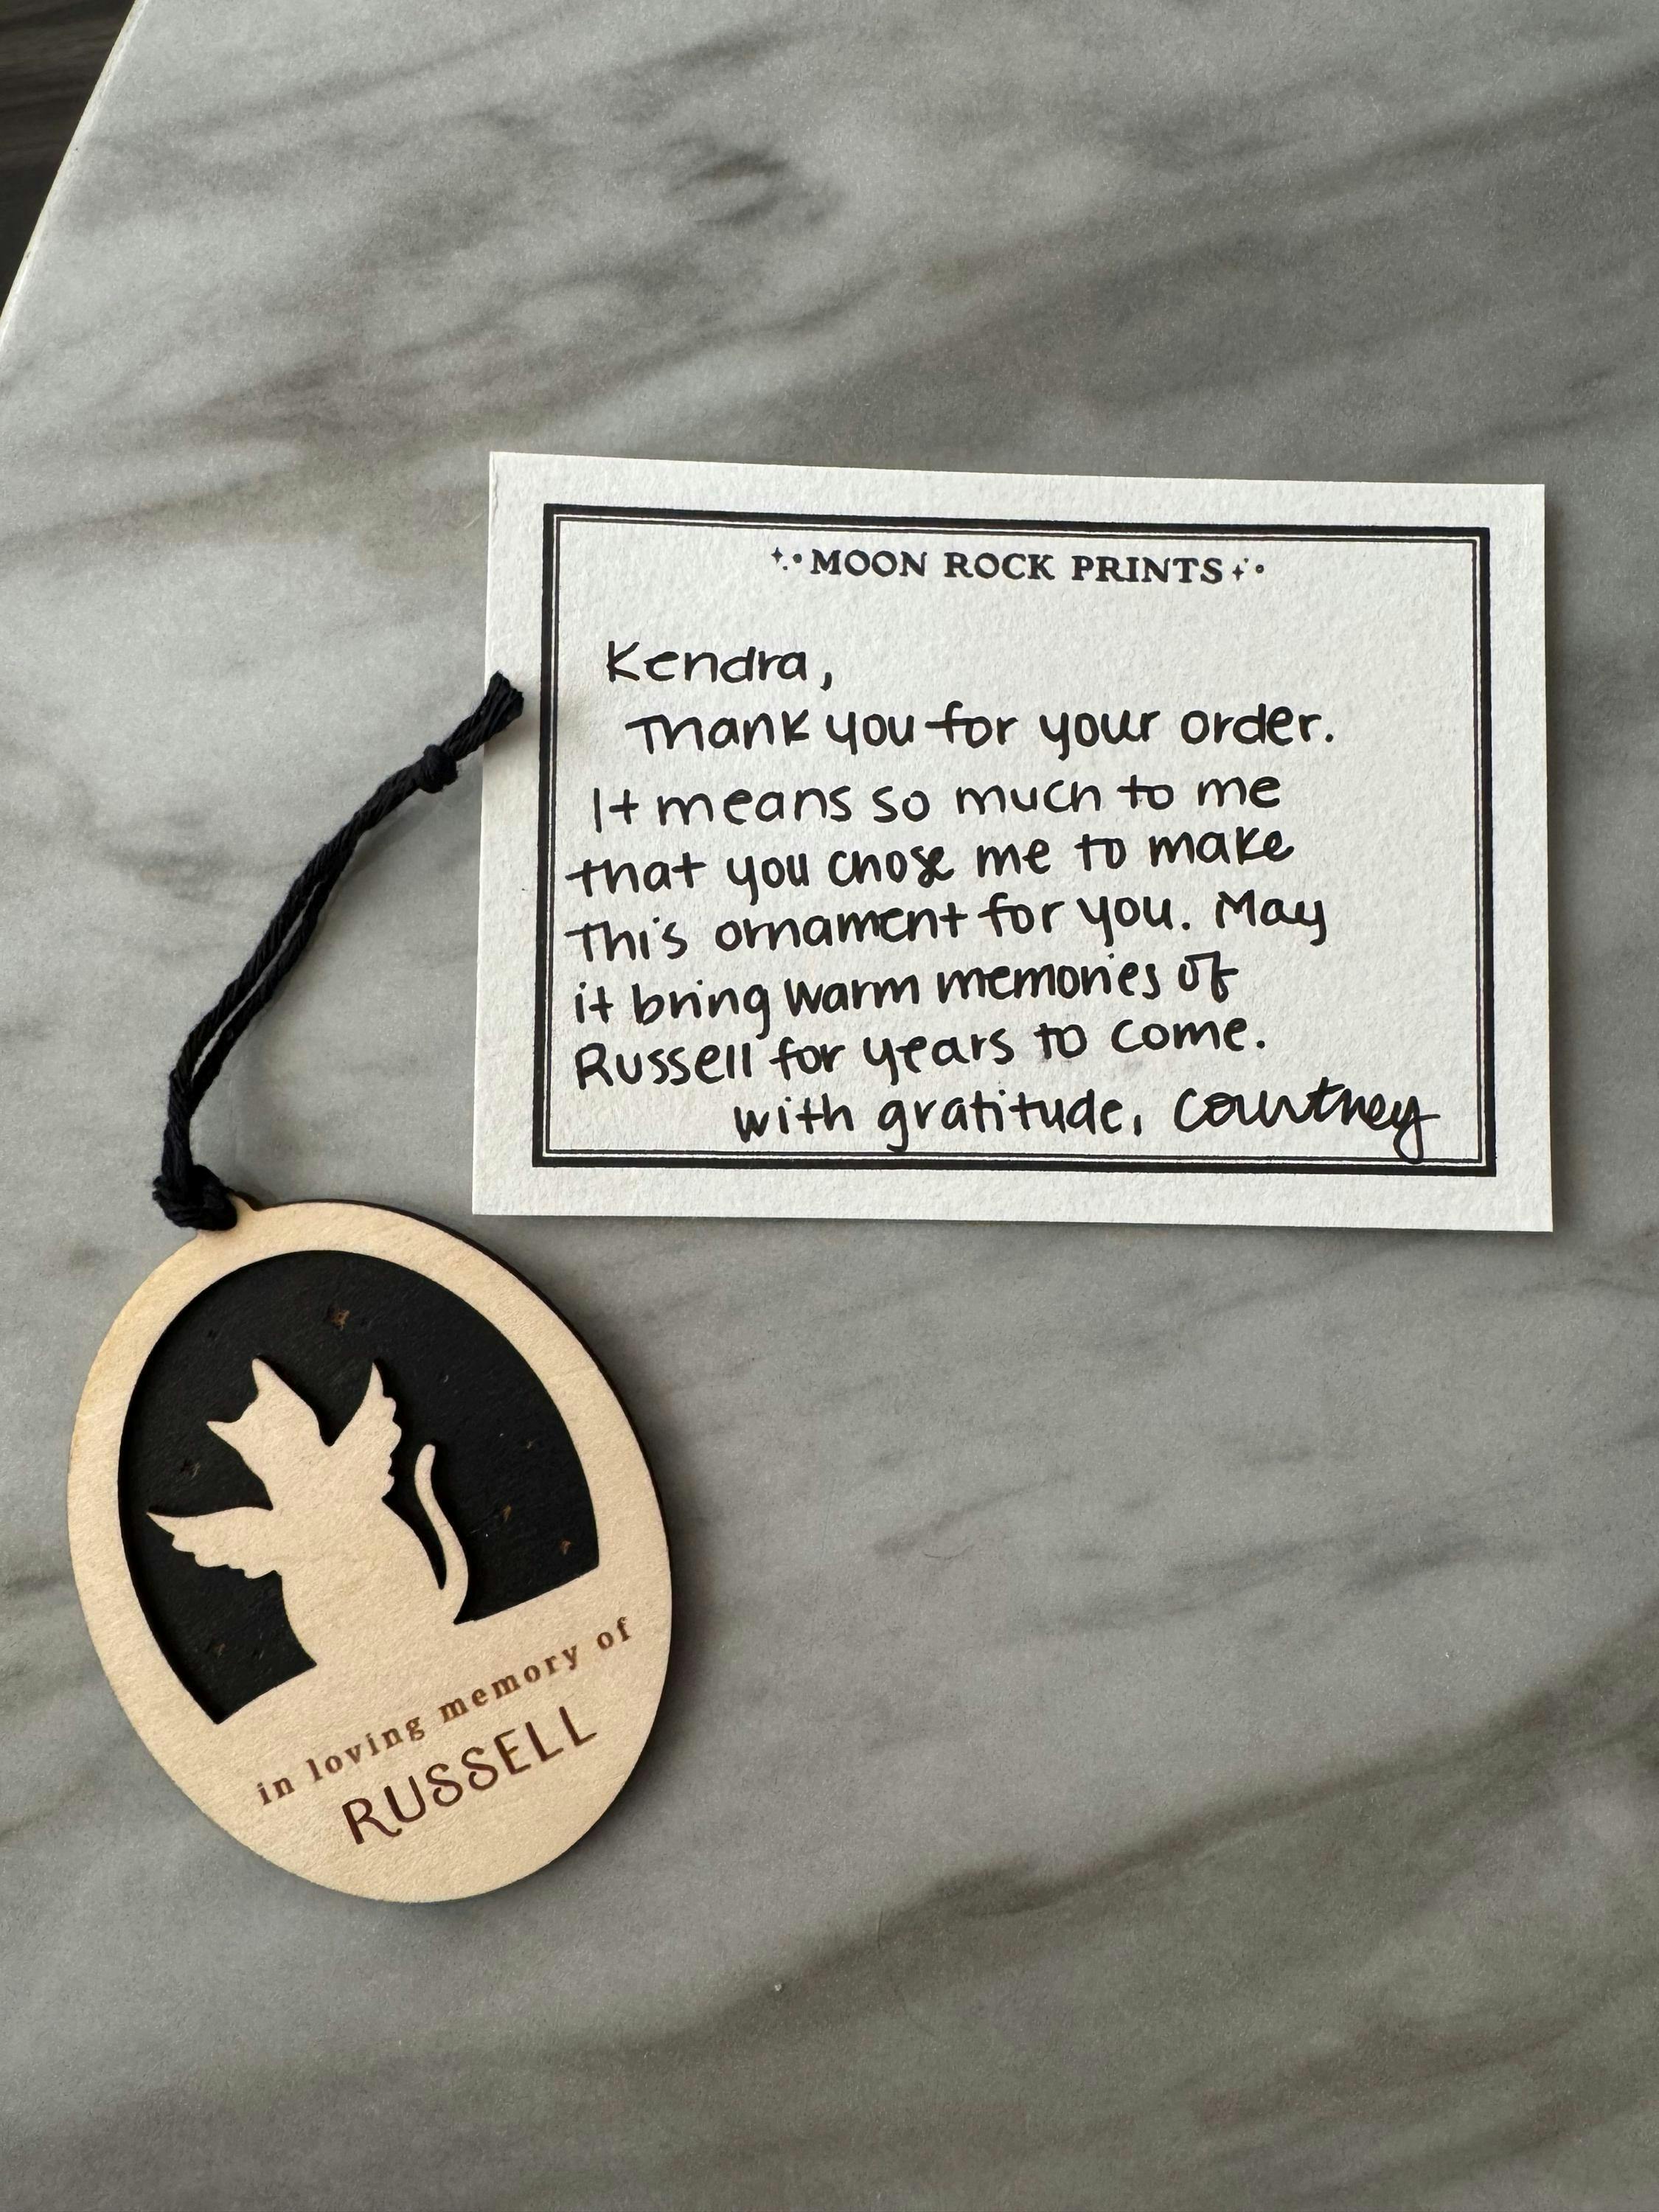 MOON ROCK PRINTS
Kendra,
Thank you for your order.
It means so much to me
that you chose me to make
this ornament for you. May
it bring warm memories of
Russell for years to come.
with gratitude, Courtney
in loving memory of
RUSSELL